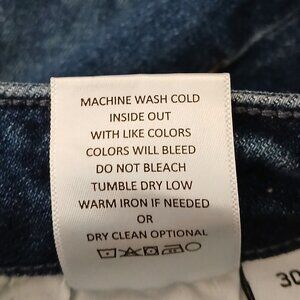 MACHINE WASH COLD
INSIDE OUT
WITH LIKE COLORS
COLORS WILL BLEED
DO NOT BLEACH
TUMBLE DRY LOW
WARM IRON IF NEEDED
OR
DRY CLEAN OPTIONAL
30